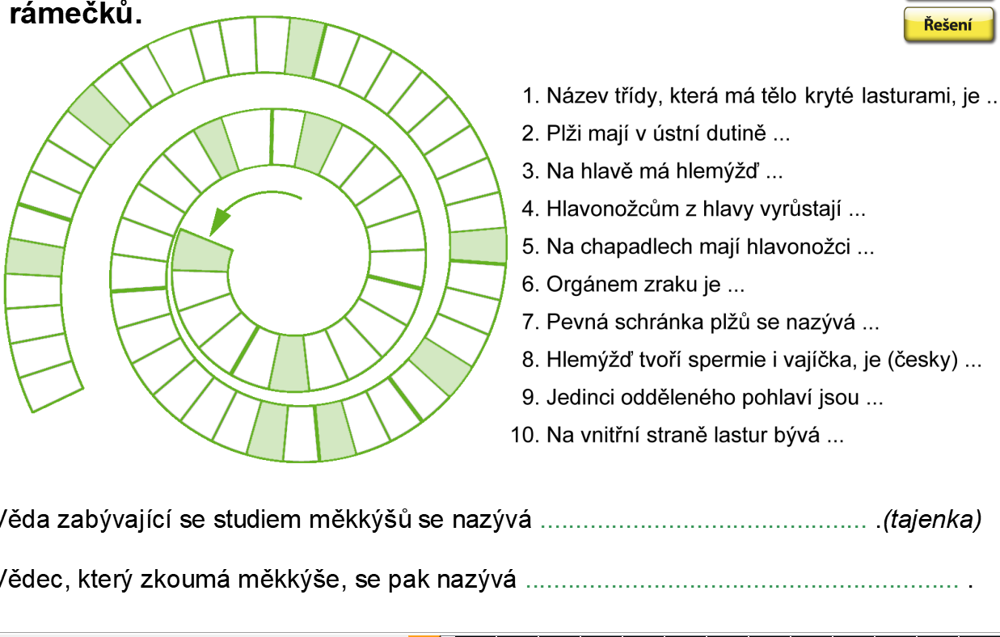 rámečků.
Řešení
1. Název třídy, která má tělo kryté lasturami, je ..
2. Plži mají v ústní dutině ...
3. Na hlavě má hlemýžď ...
4. Hlavonožcům z hlavy vyrůstají ...
5. Na chapadlech mají hlavonožci ...
6. Orgánem zraku je ...
7. Pevná schránka plžů se nazývá ...
8. Hlemýžď tvoří spermie i vajíčka, je (česky) ...
9. Jedinci odděleného pohlaví jsou ...
10. Na vnitřní straně lastur bývá ...
Věda zabývající se studiem měkkýšů se nazývá .............................................. .(tajenka)
Vědec, který zkoumá měkkýše, se pak nazývá ............................................................. .